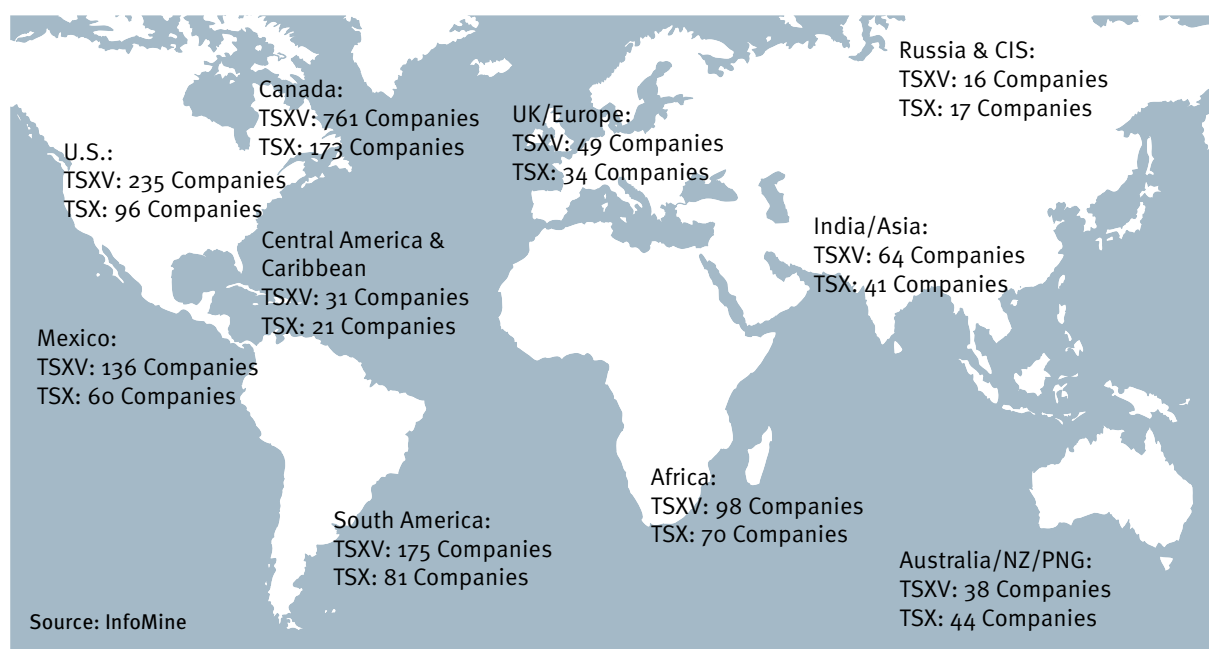 Russia & CIS:
TSXV: 16 Companies
TSX: 17 Companies
Canada:
TSXV: 761 Companies
TSX: 173 Companies
UK/Europe:
TSXV: 49 Companies
TSX: 34 Companies
U.S.:
TSXV: 235 Companies
TSX: 96 Companies
India/Asia:
TSXV: 64 Companies
TSX: 41 Companies
Central America &
Caribbean
TSXV: 31 Companies
TSX: 21 Companies
Mexico:
TSXV: 136 Companies
TSX: 60 Companies
Africa:
TSXV: 98 Companies
TSX: 70 Companies
South America:
TSXV: 175 Companies
TSX: 81 Companies
Australia/NZ/PNG:
TSXV: 38 Companies
TSX: 44 Companies
Source: InfoMine